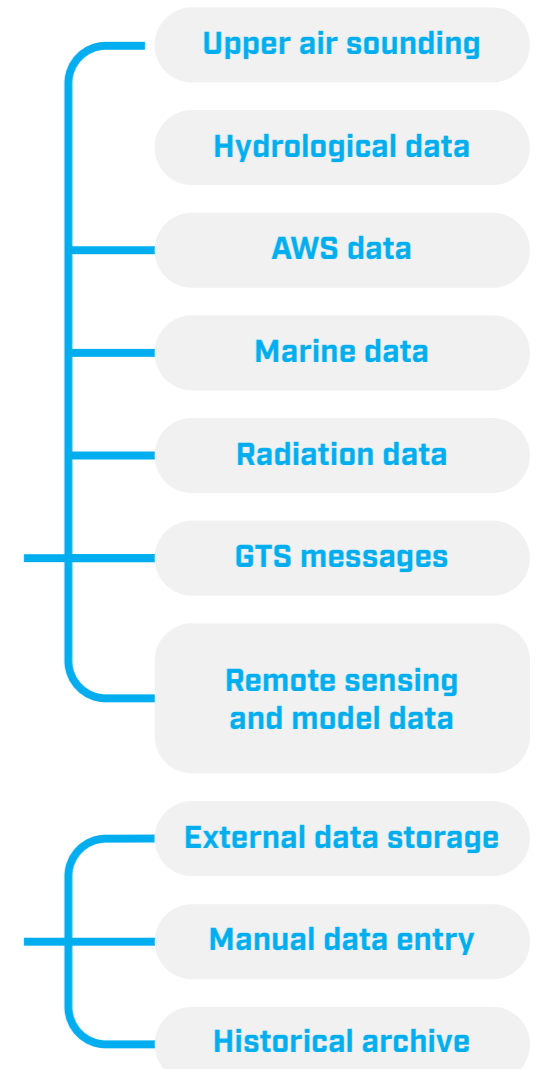 Upper air sounding
Hydrological data
AWS data
Marine data
Radiation data
GTS messages
Remote sensing
and model data
External data storage
Manual data entry
Historical archive